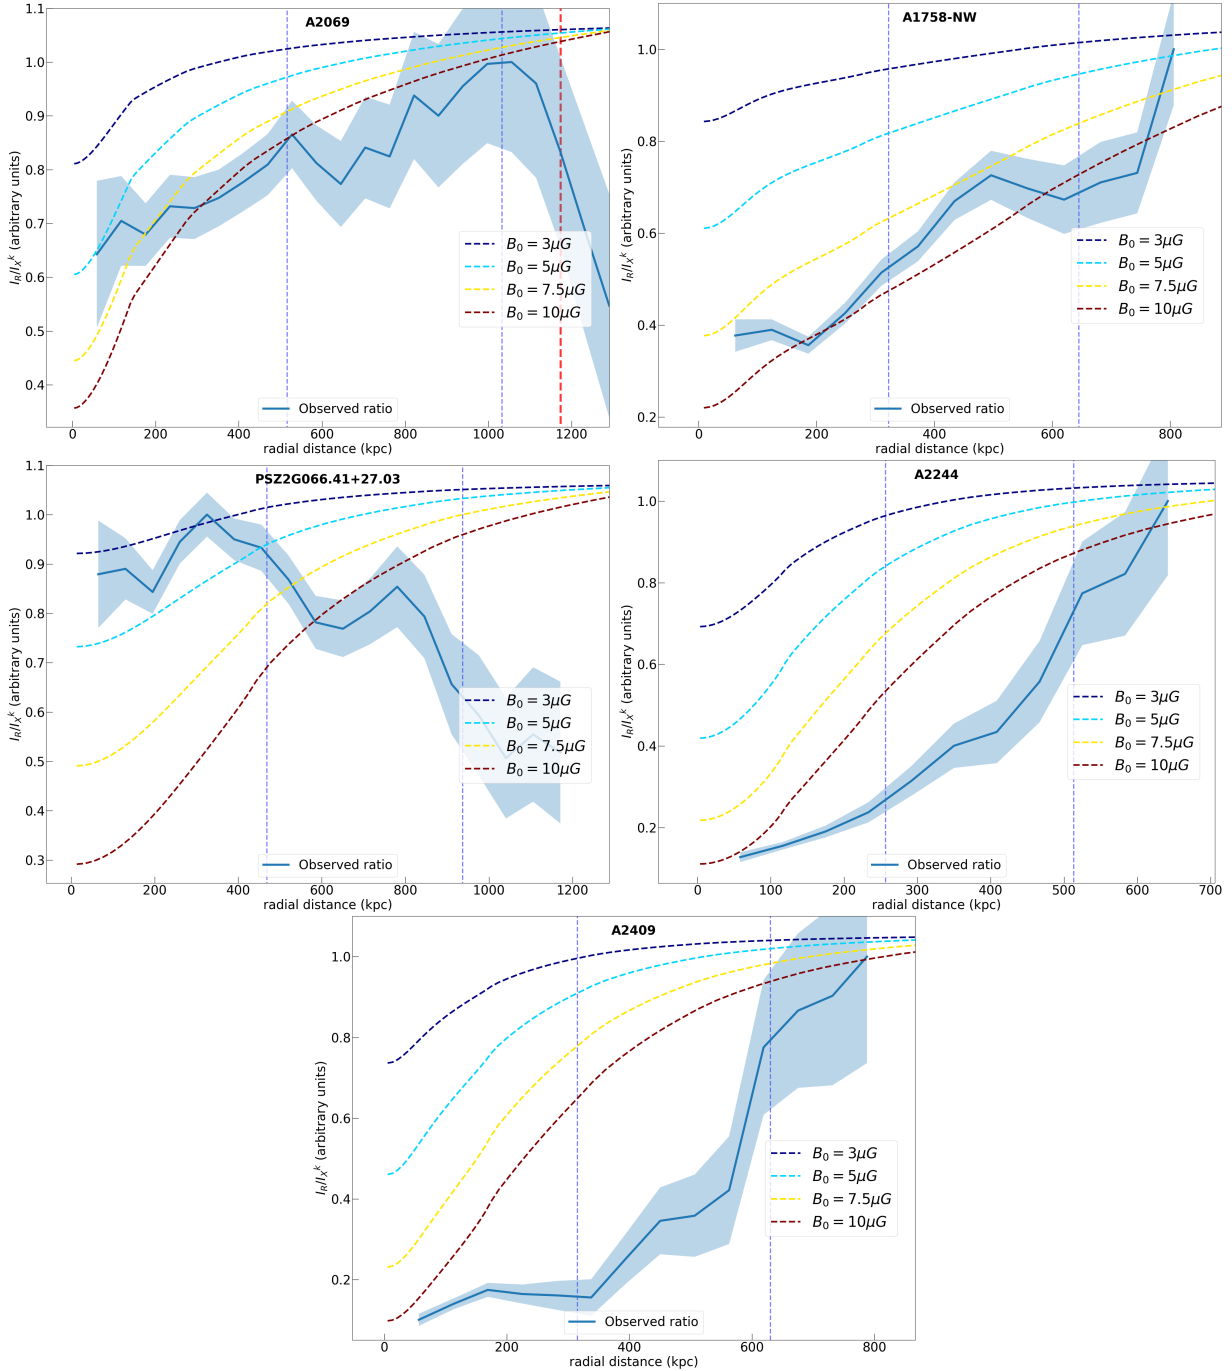 A2069
1.1
1.0
0.9
0.8
0.7
0.6
0.5
0.4
I_R/I_X^k (arbitrary units)
B_0 = 3μG
B_0 = 5μG
B_0 = 7.5μG
B_0 = 10μG
Observed ratio
0 200 400 600 800 1000 1200
radial distance (kpc)
A1758-NW
1.0
0.8
0.6
0.4
0.2
I_R/I_X^k (arbitrary units)
B_0 = 3μG
B_0 = 5μG
B_0 = 7.5μG
B_0 = 10μG
Observed ratio
0 200 400 600 800
radial distance (kpc)
PSZ2G066.41+27.03
1.1
1.0
0.9
0.8
0.7
0.6
0.5
0.4
0.3
I_R/I_X^k (arbitrary units)
B_0 = 3μG
B_0 = 5μG
B_0 = 7.5μG
B_0 = 10μG
Observed ratio
0 200 400 600 800 1000 1200
radial distance (kpc)
A2244
1.0
0.8
0.6
0.4
0.2
I_R/I_X^k (arbitrary units)
B_0 = 3μG
B_0 = 5μG
B_0 = 7.5μG
B_0 = 10μG
Observed ratio
0 100 200 300 400 500 600 700
radial distance (kpc)
A2409
1.0
0.8
0.6
0.4
0.2
I_R/I_X^k (arbitrary units)
B_0 = 3μG
B_0 = 5μG
B_0 = 7.5μG
B_0 = 10μG
Observed ratio
0 200 400 600 800
radial distance (kpc)